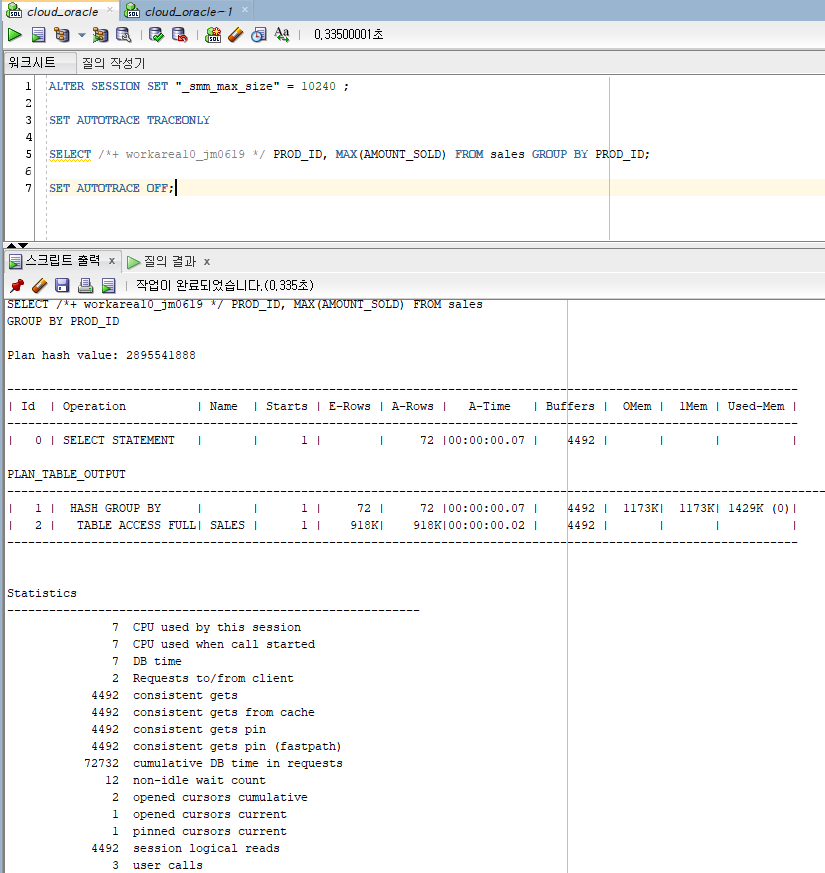 cloud_oracle × cloud_oracle~1 ×
0,33500001초
워크시트 질의 작성기
1 ALTER SESSION SET "_smm_max_size" = 10240 ;
2
3 SET AUTOTRACE TRACEONLY
4
5 SELECT /*+ workarea10_jm0619 */ PROD_ID, MAX(AMOUNT_SOLD) FROM sales GROUP BY PROD_ID;
6
7 SET AUTOTRACE OFF;
스크립트 출력 × 질의 결과 ×
작업이 완료되었습니다.(0,335초)
SELECT /*+ workarea10_jm0619 */ PROD_ID, MAX(AMOUNT_SOLD) FROM sales
GROUP BY PROD_ID
Plan hash value: 2895541888
-----------------------------------------------------------------------------------------------------------------
| Id | Operation | Name | Starts | E-Rows | A-Rows | A-Time | Buffers | OMem | 1Mem | Used-Mem |
-----------------------------------------------------------------------------------------------------------------
| 0 | SELECT STATEMENT | | 1 | | 72 |00:00:00.07 | 4492 | | | |
PLAN_TABLE_OUTPUT
-----------------------------------------------------------------------------------------------------------------
| 1 | HASH GROUP BY | | 1 | 72 | 72 |00:00:00.07 | 4492 | 1173K| 1173K| 1429K (0)|
| 2 | TABLE ACCESS FULL| SALES | 1 | 918K| 918K|00:00:00.02 | 4492 | | | |
-----------------------------------------------------------------------------------------------------------------
Statistics
-----------------------------------------------------------
7 CPU used by this session
7 CPU used when call started
7 DB time
2 Requests to/from client
4492 consistent gets
4492 consistent gets from cache
4492 consistent gets pin
4492 consistent gets pin (fastpath)
72732 cumulative DB time in requests
12 non-idle wait count
2 opened cursors cumulative
1 opened cursors current
1 pinned cursors current
4492 session logical reads
3 user calls